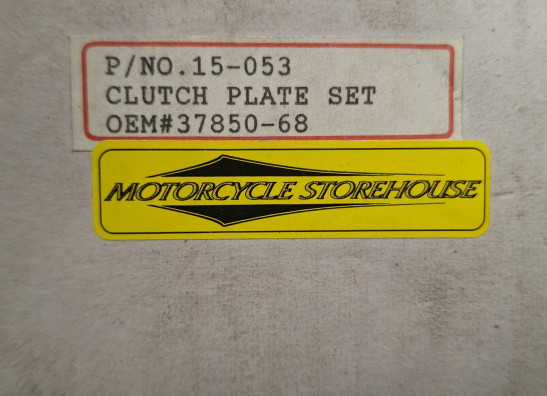 P/NO.15-053
CLUTCH PLATE SET
OEM#37850-68
MOTORCYCLE STOREHOUSE